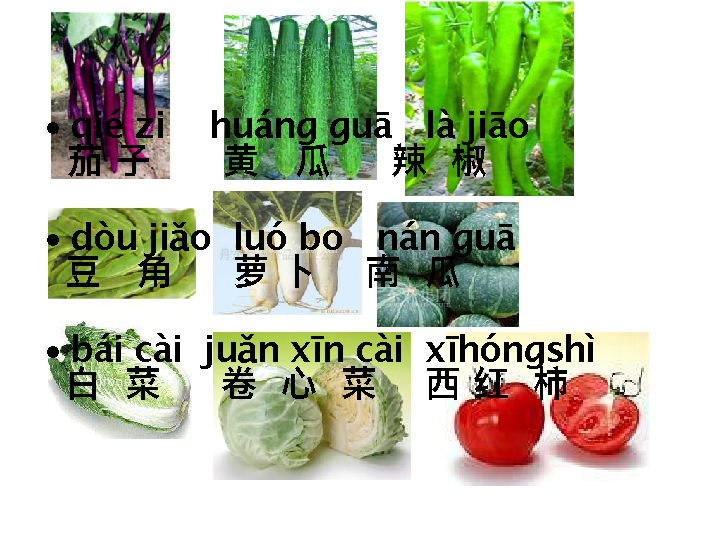 • qié zi huáng guā là jiāo
茄 子 黄 瓜 辣 椒
• dòu jiǎo luó bo nán guā
豆 角 萝 卜 南 瓜
• bái cài juǎn xīn cài xīhóngshì
白 菜 卷 心 菜 西 红 柿